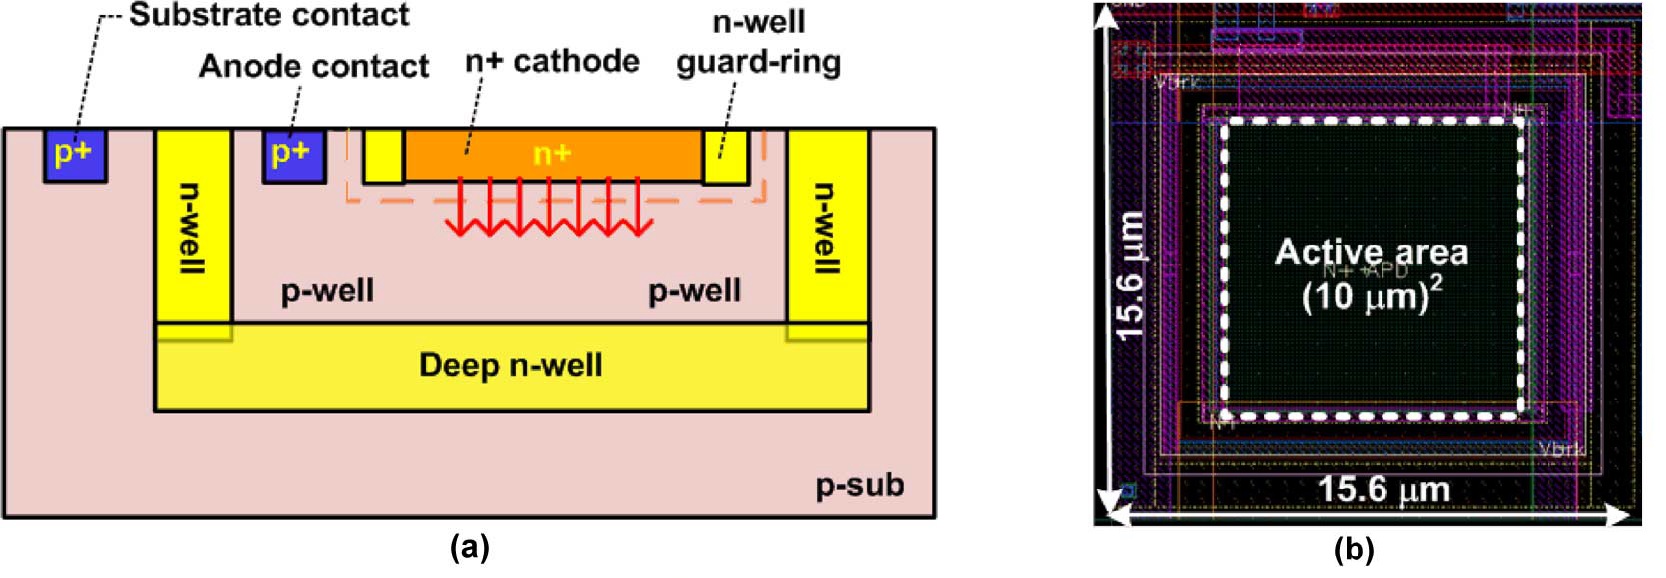 Substrate contact
Anode contact
n+ cathode
n-well
guard-ring
p+
p+
n+
n-well
n-well
p-well
p-well
Deep n-well
p-sub
(a)
Vbrk
N+
15.6 μm
Active area
N+ APD
(10 μm)²
Vbrk
15.6 μm
(b)